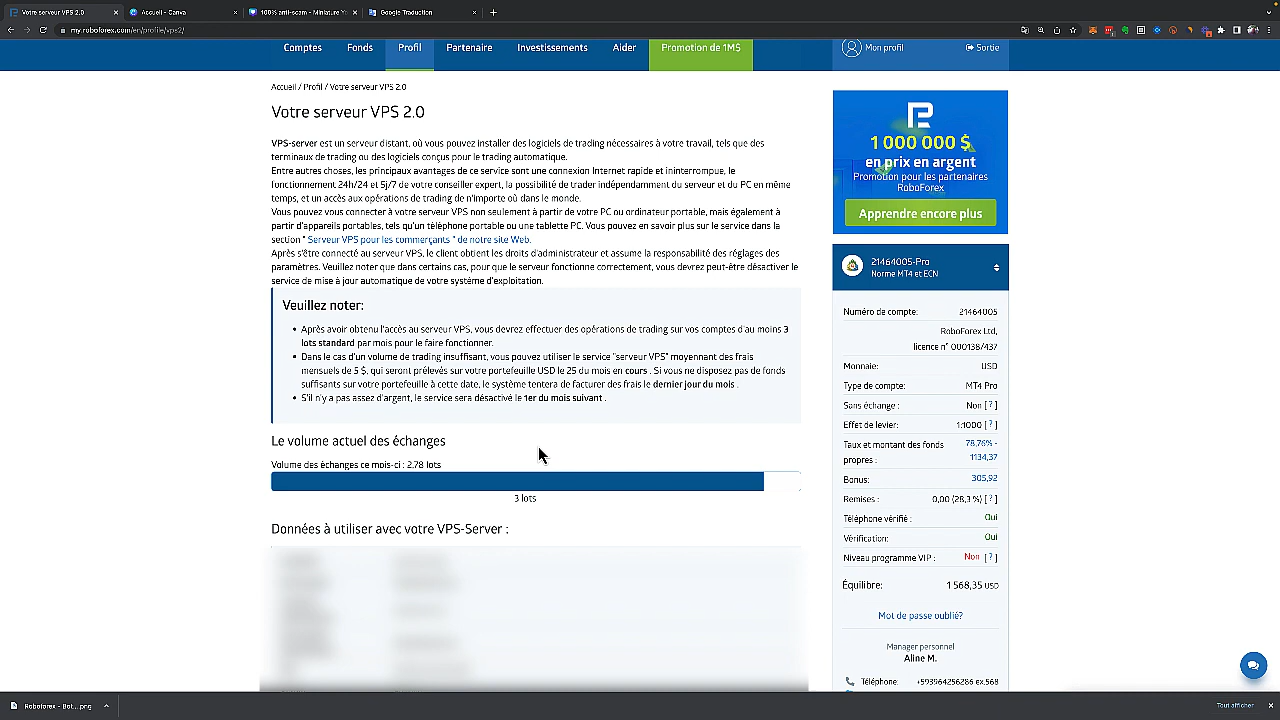 Votre serveur VPS 2.0
Accueil - Canva
100% anti-scam - Miniature Yo
Google Traduction
my.roboforex.com/en/profile/vps2/
Comptes
Fonds
Profil
Partenaire
Investissements
Aider
Promotion de 1M$
Mon profil
Sortie
Accueil / Profil / Votre serveur VPS 2.0
Votre serveur VPS 2.0
VPS-server est un serveur distant, où vous pouvez installer des logiciels de trading nécessaires à votre travail, tels que des
terminaux de trading ou des logiciels conçus pour le trading automatique.
Entre autres choses, les principaux avantages de ce service sont une connexion Internet rapide et ininterrompue, le
fonctionnement 24h/24 et 5j/7 de votre conseiller expert, la possibilité de trader indépendamment du serveur et du PC en même
temps, et un accès aux opérations de trading de n'importe où dans le monde.
Vous pouvez vous connecter à votre serveur VPS non seulement à partir de votre PC ou ordinateur portable, mais également à
partir d'appareils portables, tels qu'un téléphone portable ou une tablette PC. Vous pouvez en savoir plus sur le service dans la
section " Serveur VPS pour les commerçants " de notre site Web.
Après s'être connecté au serveur VPS, le client obtient les droits d'administrateur et assume la responsabilité des réglages des
paramètres. Veuillez noter que dans certains cas, pour que le serveur fonctionne correctement, vous devrez peut-être désactiver le
service de mise à jour automatique de votre système d'exploitation.
Veuillez noter:
• Après avoir obtenu l'accès au serveur VPS, vous devrez effectuer des opérations de trading sur vos comptes d'au moins 3
lots standard par mois pour le faire fonctionner.
• Dans le cas d'un volume de trading insuffisant, vous pouvez utiliser le service "serveur VPS" moyennant des frais
mensuels de 5 $, qui seront prélevés sur votre portefeuille USD le 25 du mois en cours . Si vous ne disposez pas de fonds
suffisants sur votre portefeuille à cette date, le système tentera de facturer des frais le dernier jour du mois .
• S'il n'y a pas assez d'argent, le service sera désactivé le 1er du mois suivant .
Le volume actuel des échanges
Volume des échanges ce mois-ci : 2.78 lots
3 lots
Données à utiliser avec votre VPS-Server :
1 000 000 $
en prix en argent
Promotion pour les partenaires
RoboForex
Apprendre encore plus
21464005-Pro
Norme MT4 et ECN
Numéro de compte: 21464005
RoboForex Ltd,
licence n° 000138/437
Monnaie: USD
Type de compte: MT4 Pro
Sans échange : Non [ ? ]
Effet de levier: 1:1000 [ ? ]
Taux et montant des fonds 78,76% -
propres : 1134,37
Bonus: 305,92
Remises : 0,00 (28,3 %) [ ? ]
Téléphone vérifié : Oui
Vérification: Oui
Niveau programme VIP : Non [ ? ]
Équilibre: 1 568,35 USD
Mot de passe oublié?
Manager personnel
Aline M.
Téléphone: +593964256286 ex.568
Roboforex - Bot....png
Tout afficher